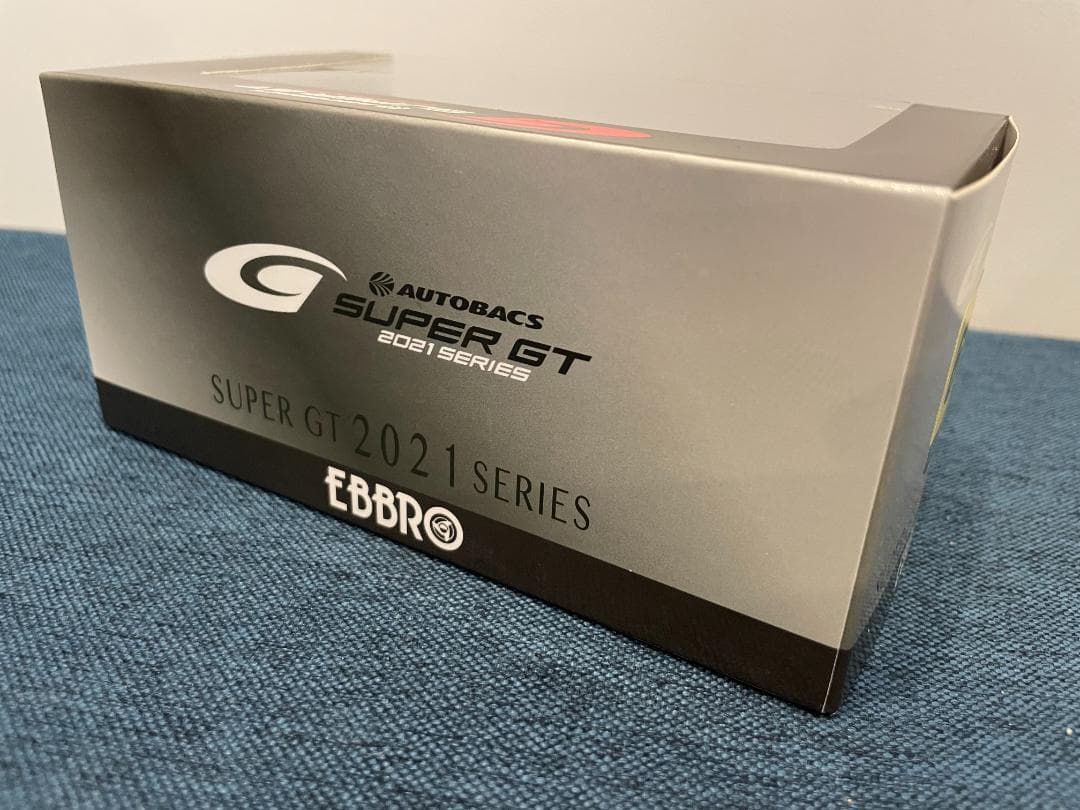 AUTOBACS
SUPER GT
2021 SERIES
SUPER GT 2021 SERIES
EBBRO